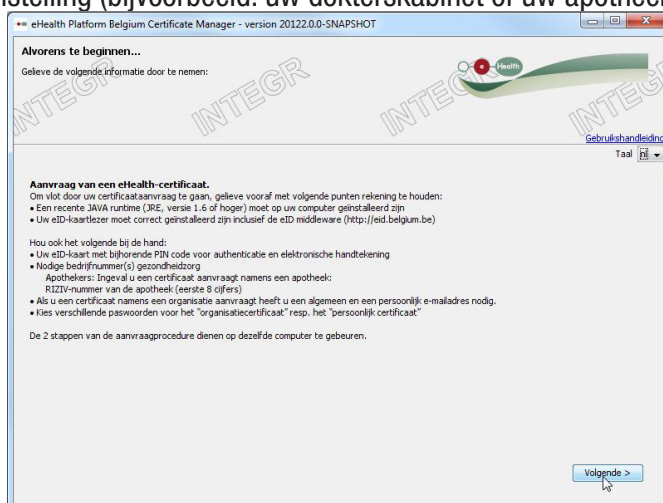 nstelling (bijvoorbeeld: uw dokterskabinet of uw apotheek
eHealth Platform Belgium Certificate Manager - version 20122.0.0-SNAPSHOT
Alvorens te beginnen...
Gelieve de volgende informatie door te nemen:
Health
INTEGR INTEGR INTEGR INTEGR
Gebruikshandleiding
Taal nl
Aanvraag van een eHealth-certificaat.
Om vlot door uw certificaataanvraag te gaan, gelieve vooraf met volgende punten rekening te houden:
• Een recente JAVA runtime (JRE, versie 1.6 of hoger) moet op uw computer geïnstalleerd zijn
• Uw eID-kaartlezer moet correct geïnstalleerd zijn inclusief de eID middleware (http://eid.belgium.be)
Hou ook het volgende bij de hand:
• Uw eID-kaart met bijhorende PIN code voor authenticatie en elektronische handtekening
• Nodige bedrijfnummer(s) gezondheidzorg
Apothekers: Ingeval u een certificaat aanvraagt namens een apotheek:
RIZIV-nummer van de apotheek (eerste 8 cijfers)
• Als u een certificaat namens een organisatie aanvraagt heeft u een algemeen en een persoonlijk e-mailadres nodig.
• Kies verschillende paswoorden voor het "organisatiecertificaat" resp. het "persoonlijk certificaat"
De 2 stappen van de aanvraagprocedure dienen op dezelfde computer te gebeuren.
Volgende >